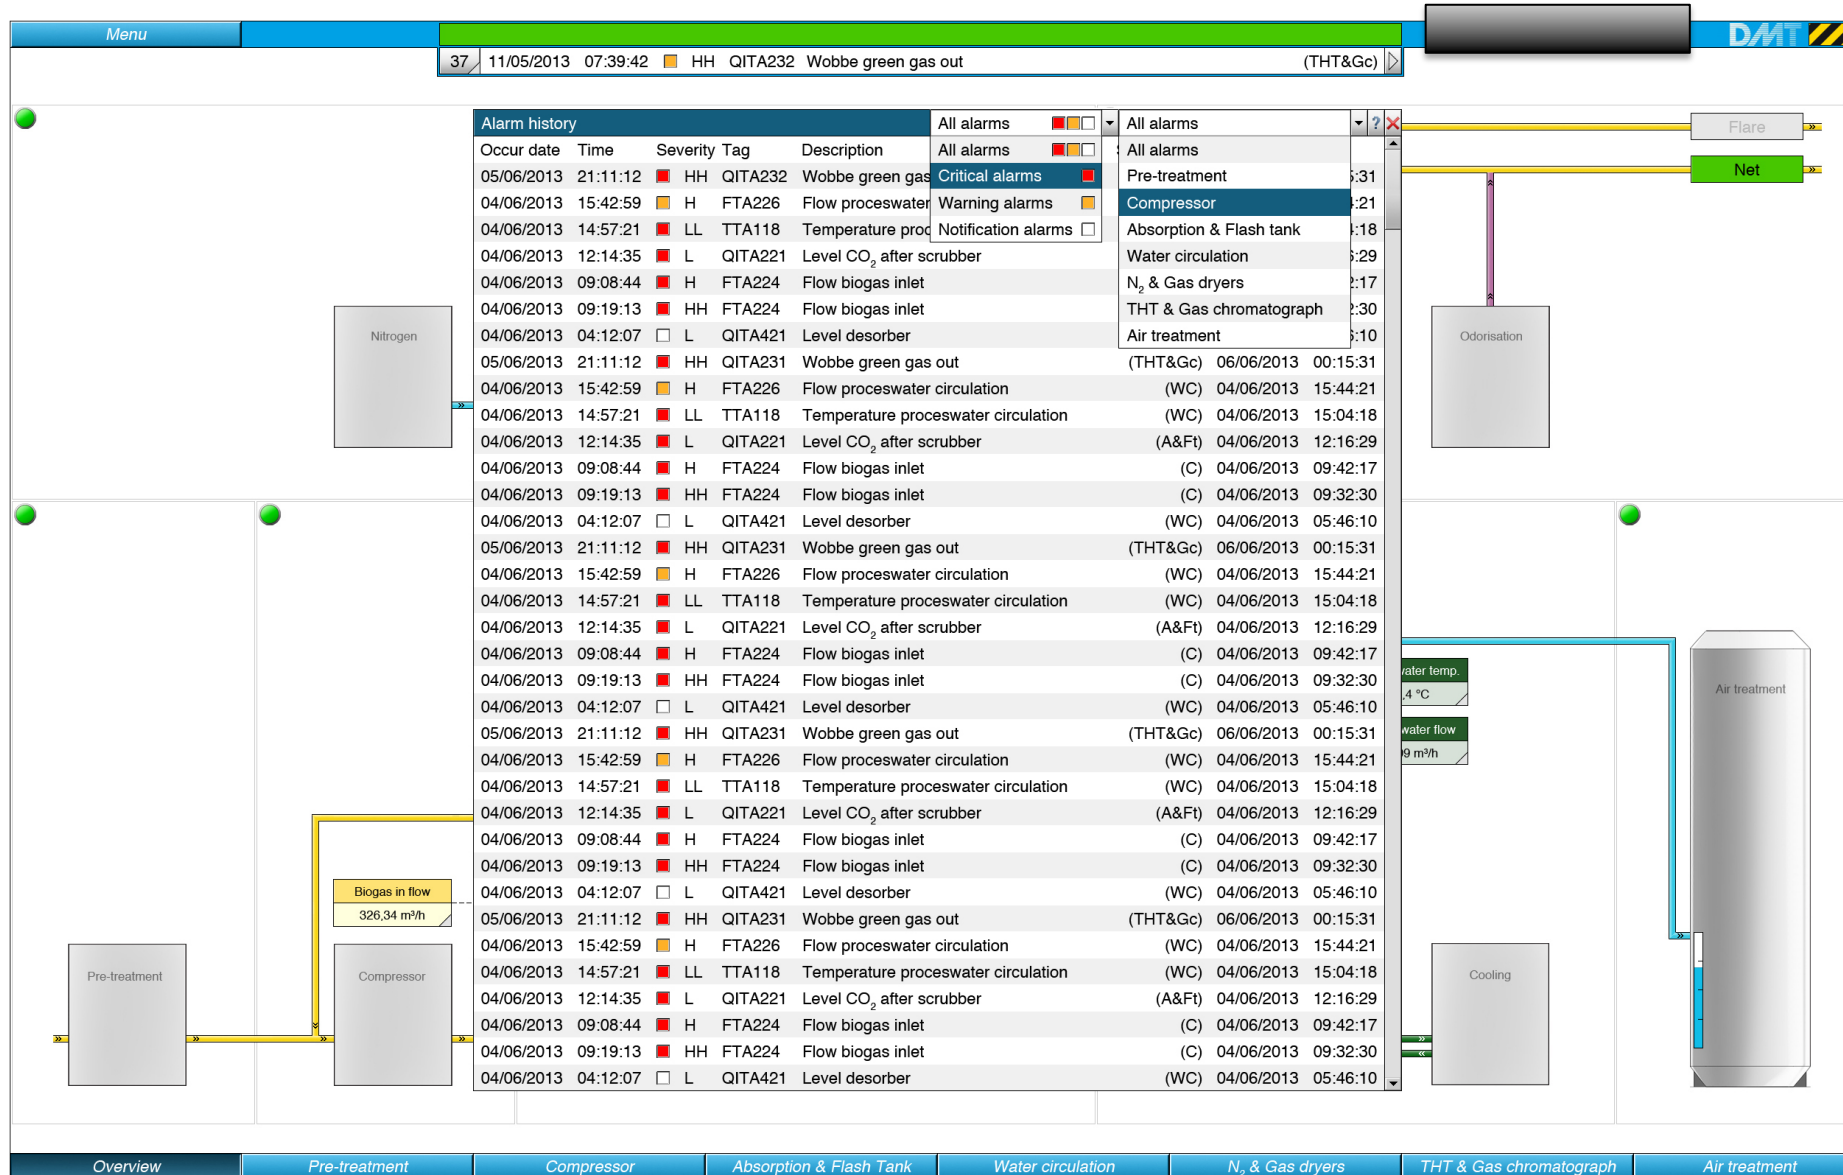 Menu
DMT
37 11/05/2013 07:39:42 HH QITA232 Wobbe green gas out (THT&Gc)
Alarm history All alarms All alarms
Occur date Time Severity Tag Description All alarms All alarms
05/06/2013 21:11:12 HH QITA232 Wobbe green gas Critical alarms Pre-treatment :31
04/06/2013 15:42:59 H FTA226 Flow proceswater Warning alarms Compressor :21
04/06/2013 14:57:21 LL TTA118 Temperature proc Notification alarms Absorption & Flash tank :18
04/06/2013 12:14:35 L QITA221 Level CO₂ after scrubber Water circulation :29
04/06/2013 09:08:44 H FTA224 Flow biogas inlet N₂ & Gas dryers :17
04/06/2013 09:19:13 HH FTA224 Flow biogas inlet THT & Gas chromatograph :30
04/06/2013 04:12:07 L QITA421 Level desorber Air treatment :10
05/06/2013 21:11:12 HH QITA231 Wobbe green gas out (THT&Gc) 06/06/2013 00:15:31
04/06/2013 15:42:59 H FTA226 Flow proceswater circulation (WC) 04/06/2013 15:44:21
04/06/2013 14:57:21 LL TTA118 Temperature proceswater circulation (WC) 04/06/2013 15:04:18
04/06/2013 12:14:35 L QITA221 Level CO₂ after scrubber (A&Ft) 04/06/2013 12:16:29
04/06/2013 09:08:44 H FTA224 Flow biogas inlet (C) 04/06/2013 09:42:17
04/06/2013 09:19:13 HH FTA224 Flow biogas inlet (C) 04/06/2013 09:32:30
04/06/2013 04:12:07 L QITA421 Level desorber (WC) 04/06/2013 05:46:10
05/06/2013 21:11:12 HH QITA231 Wobbe green gas out (THT&Gc) 06/06/2013 00:15:31
04/06/2013 15:42:59 H FTA226 Flow proceswater circulation (WC) 04/06/2013 15:44:21
04/06/2013 14:57:21 LL TTA118 Temperature proceswater circulation (WC) 04/06/2013 15:04:18
04/06/2013 12:14:35 L QITA221 Level CO₂ after scrubber (A&Ft) 04/06/2013 12:16:29
04/06/2013 09:08:44 H FTA224 Flow biogas inlet (C) 04/06/2013 09:42:17
04/06/2013 09:19:13 HH FTA224 Flow biogas inlet (C) 04/06/2013 09:32:30
04/06/2013 04:12:07 L QITA421 Level desorber (WC) 04/06/2013 05:46:10
05/06/2013 21:11:12 HH QITA231 Wobbe green gas out (THT&Gc) 06/06/2013 00:15:31
04/06/2013 15:42:59 H FTA226 Flow proceswater circulation (WC) 04/06/2013 15:44:21
04/06/2013 14:57:21 LL TTA118 Temperature proceswater circulation (WC) 04/06/2013 15:04:18
04/06/2013 12:14:35 L QITA221 Level CO₂ after scrubber (A&Ft) 04/06/2013 12:16:29
04/06/2013 09:08:44 H FTA224 Flow biogas inlet (C) 04/06/2013 09:42:17
04/06/2013 09:19:13 HH FTA224 Flow biogas inlet (C) 04/06/2013 09:32:30
04/06/2013 04:12:07 L QITA421 Level desorber (WC) 04/06/2013 05:46:10
05/06/2013 21:11:12 HH QITA231 Wobbe green gas out (THT&Gc) 06/06/2013 00:15:31
04/06/2013 15:42:59 H FTA226 Flow proceswater circulation (WC) 04/06/2013 15:44:21
04/06/2013 14:57:21 LL TTA118 Temperature proceswater circulation (WC) 04/06/2013 15:04:18
04/06/2013 12:14:35 L QITA221 Level CO₂ after scrubber (A&Ft) 04/06/2013 12:16:29
04/06/2013 09:08:44 H FTA224 Flow biogas inlet (C) 04/06/2013 09:42:17
04/06/2013 09:19:13 HH FTA224 Flow biogas inlet (C) 04/06/2013 09:32:30
04/06/2013 04:12:07 L QITA421 Level desorber (WC) 04/06/2013 05:46:10
Flare
Net
Nitrogen
Odorisation
water temp.
,4 °C
water flow
99 m³/h
Air treatment
Biogas in flow
326,34 m³/h
Pre-treatment
Compressor
Cooling
Overview Pre-treatment Compressor Absorption & Flash Tank Water circulation N₂ & Gas dryers THT & Gas chromatograph Air treatment